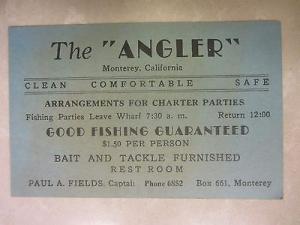 The "ANGLER"
Monterey, California
CLEAN COMFORTABLE SAFE
ARRANGEMENTS FOR CHARTER PARTIES
Fishing Parties Leave Wharf 7:30 a. m. Return 12:00
GOOD FISHING GUARANTEED
$1.50 PER PERSON
BAIT AND TACKLE FURNISHED
REST ROOM
PAUL A. FIELDS, Captain Phone 6852 Box 661, Monterey